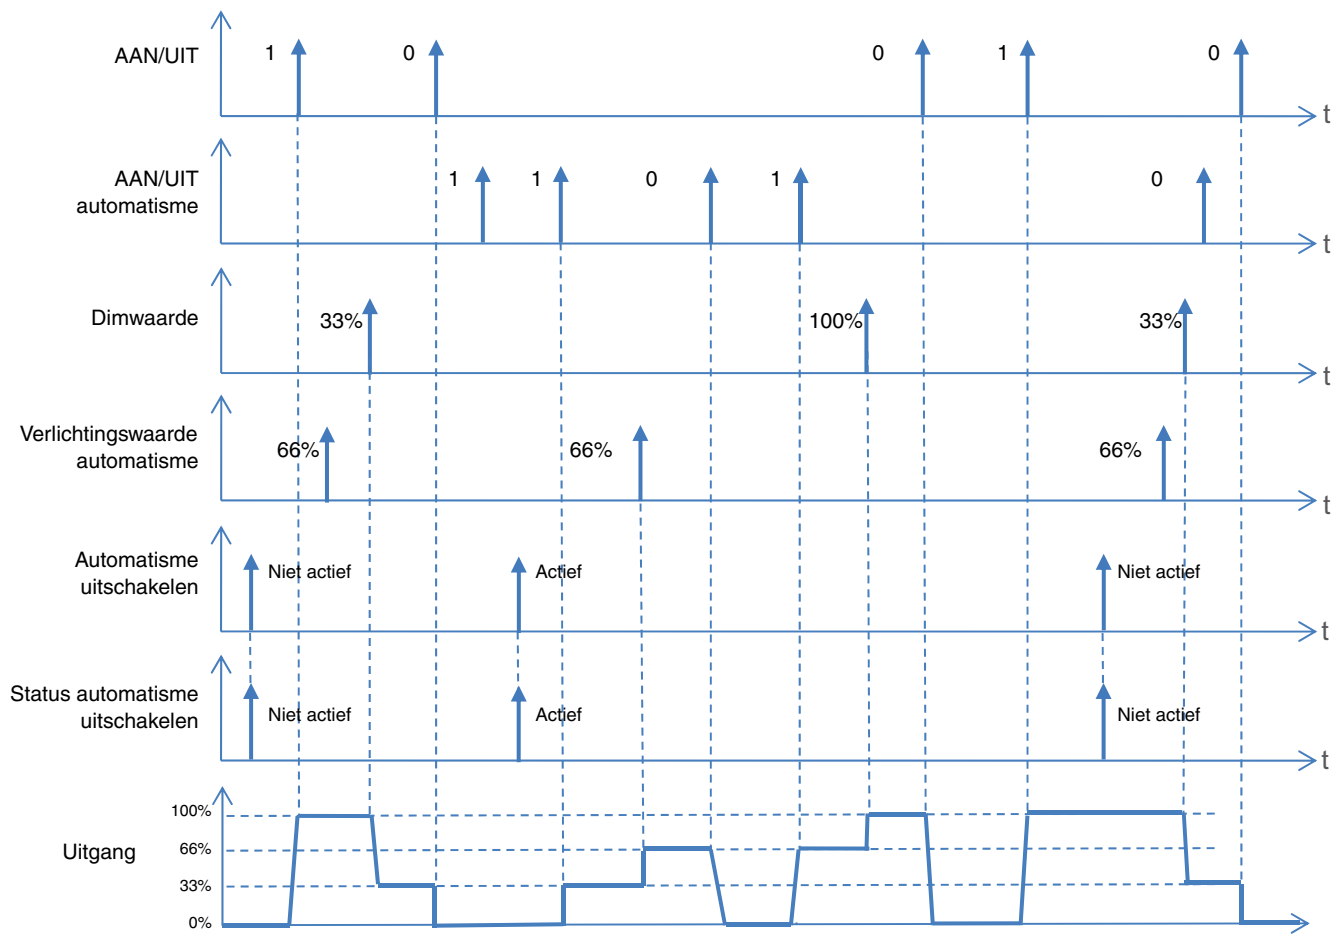 AAN/UIT
1
0
0
1
0
t
AAN/UIT
automatisme
1
1
0
1
0
t
Dimwaarde
33%
100%
33%
t
Verlichtingswaarde
automatisme
66%
66%
66%
t
Automatisme
uitschakelen
Niet actief
Actief
Niet actief
t
Status automatisme
uitschakelen
Niet actief
Actief
Niet actief
t
Uitgang
100%
66%
33%
0%